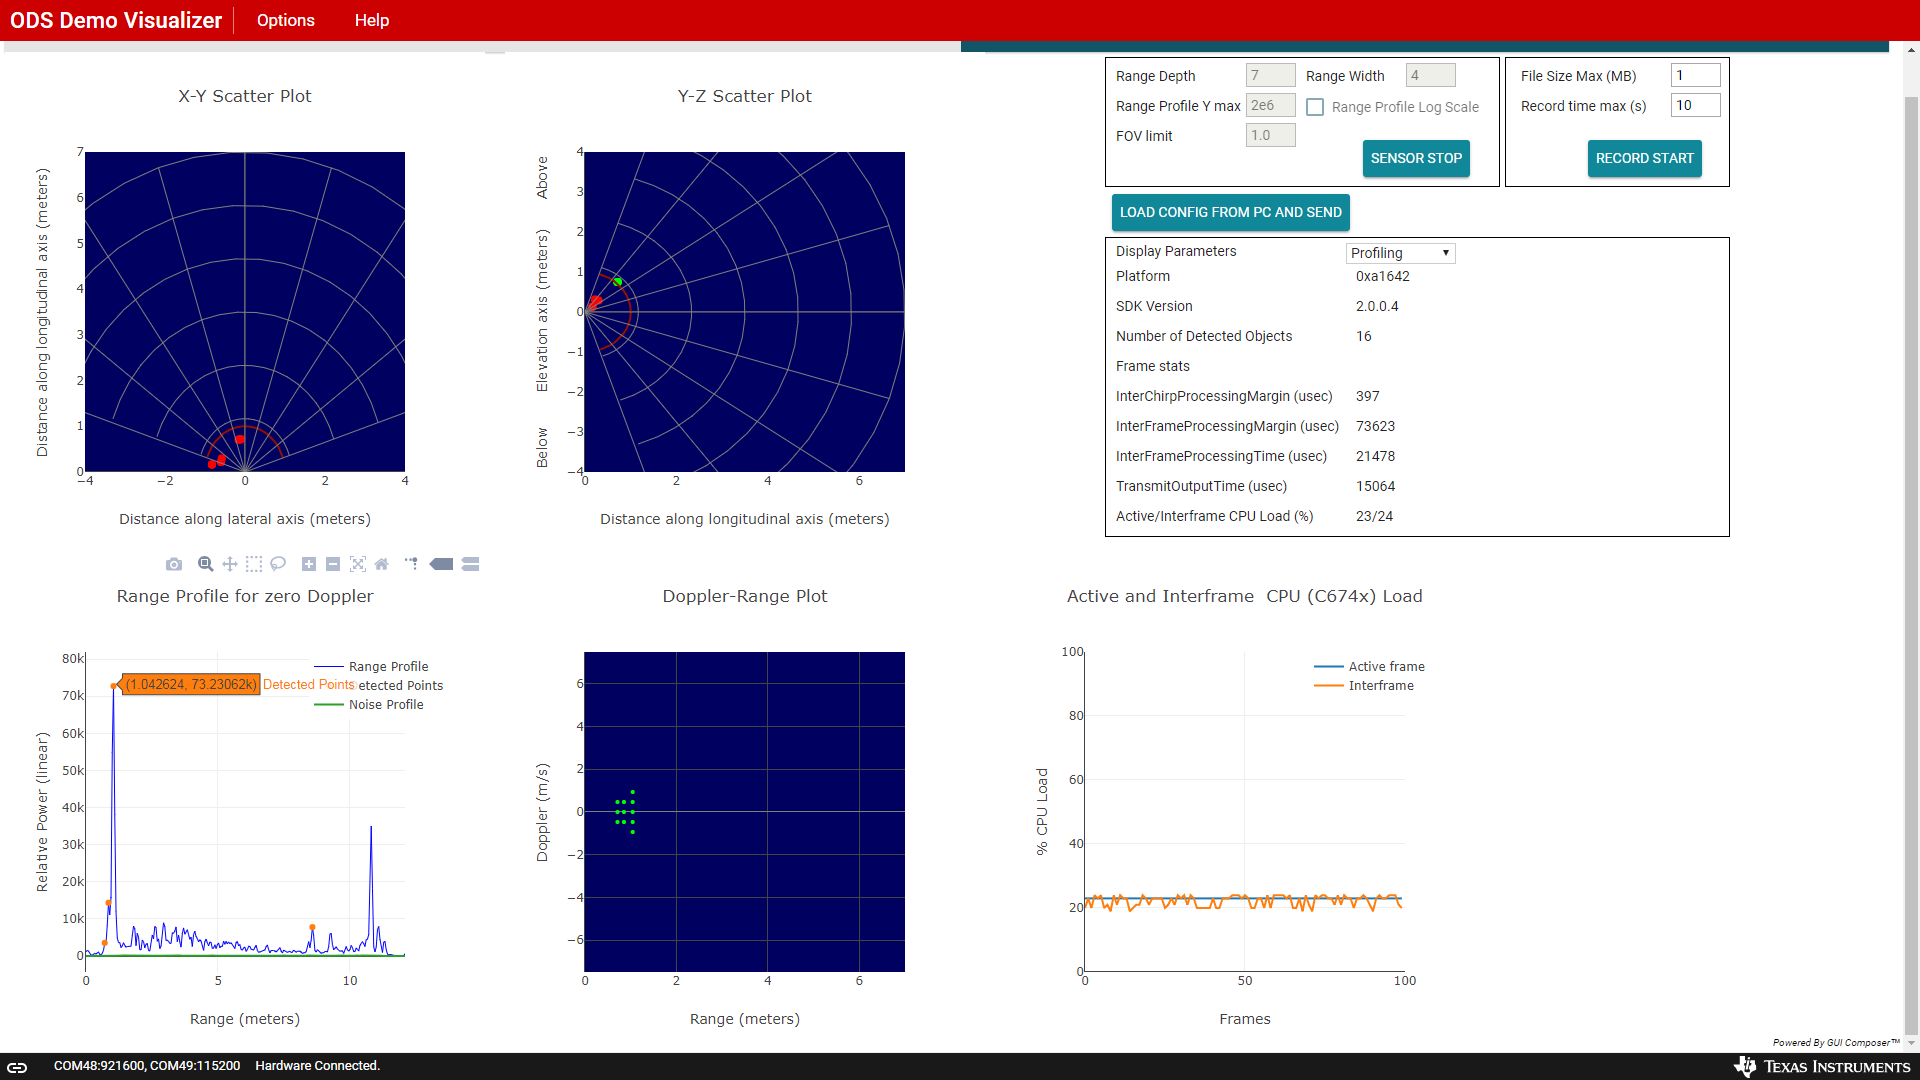 ODS Demo Visualizer Options Help
Range Depth 7 Range Width 4
Range Profile Y max 2e6 Range Profile Log Scale
FOV limit 1.0
SENSOR STOP
File Size Max (MB) 1
Record time max (s) 10
RECORD START
LOAD CONFIG FROM PC AND SEND
Display Parameters Profiling
Platform 0xa1642
SDK Version 2.0.0.4
Number of Detected Objects 16
Frame stats
InterChirpProcessingMargin (usec) 397
InterFrameProcessingMargin (usec) 73623
InterFrameProcessingTime (usec) 21478
TransmitOutputTime (usec) 15064
Active/Interframe CPU Load (%) 23/24
X-Y Scatter Plot
Distance along longitudinal axis (meters)
7
6
5
4
3
2
1
0
−4 −2 0 2 4
Distance along lateral axis (meters)
Y-Z Scatter Plot
Below Elevation axis (meters) Above
4
3
2
1
0
−1
−2
−3
−4
0 2 4 6
Distance along longitudinal axis (meters)
Range Profile for zero Doppler
Relative Power (linear)
80k
70k
60k
50k
40k
30k
20k
10k
0
0 5 10
Range (meters)
Range Profile
(1.042624, 73.23062k) Detected Points
etected Points
Noise Profile
Doppler-Range Plot
Doppler (m/s)
6
4
2
0
−2
−4
−6
0 2 4 6
Range (meters)
Active and Interframe CPU (C674x) Load
% CPU Load
100
80
60
40
20
0
0 50 100
Frames
Active frame
Interframe
Powered By GUI Composer™
COM48:921600, COM49:115200 Hardware Connected.
TEXAS INSTRUMENTS